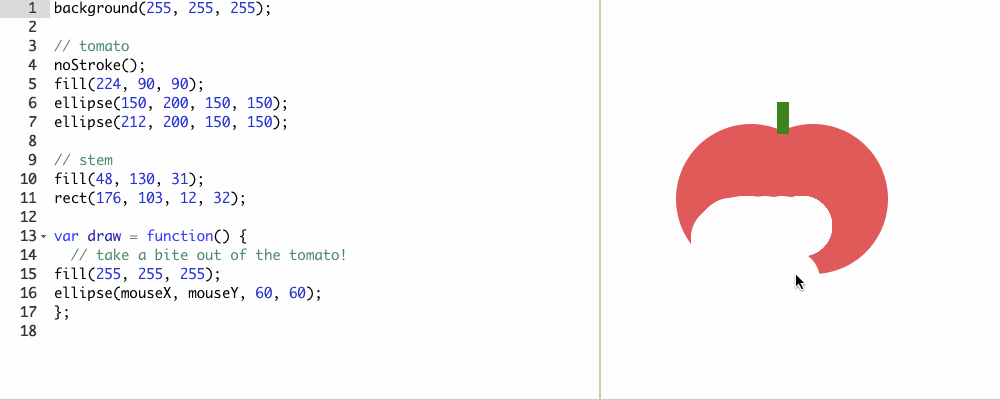 1 background(255, 255, 255);
2
3 // tomato
4 noStroke();
5 fill(224, 90, 90);
6 ellipse(150, 200, 150, 150);
7 ellipse(212, 200, 150, 150);
8
9 // stem
10 fill(48, 130, 31);
11 rect(176, 103, 12, 32);
12
13 var draw = function() {
14 // take a bite out of the tomato!
15 fill(255, 255, 255);
16 ellipse(mouseX, mouseY, 60, 60);
17 };
18